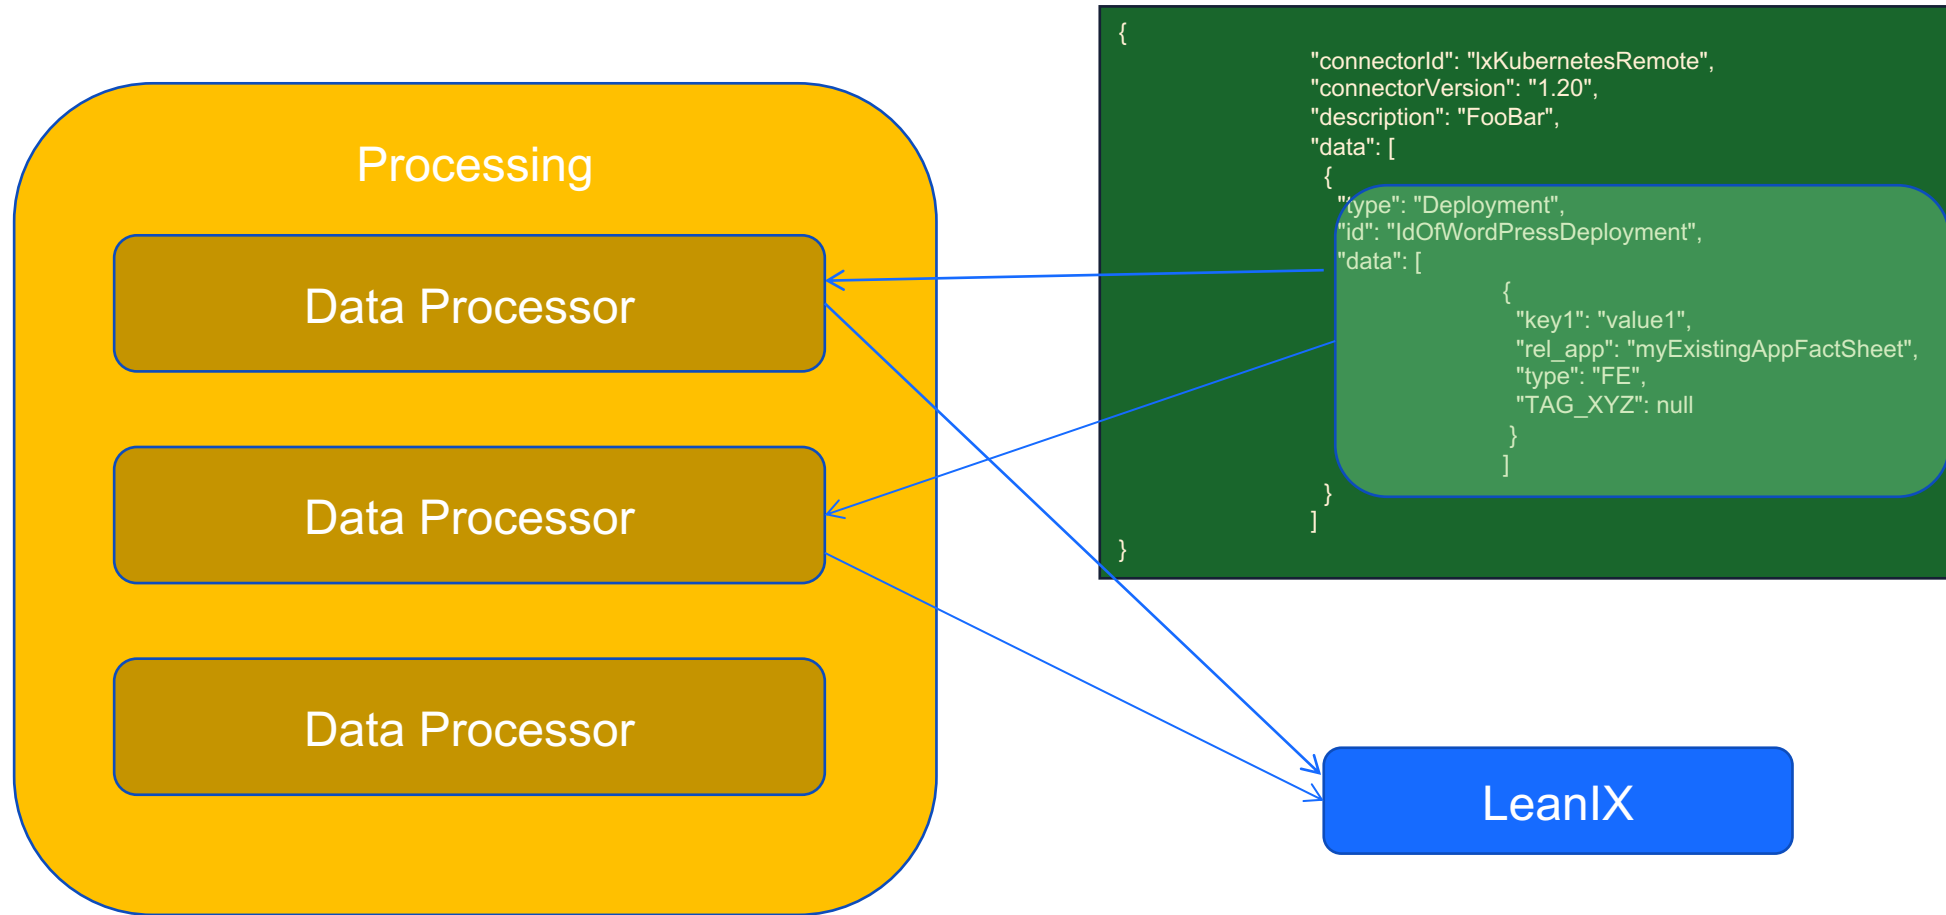 Processing
Data Processor
Data Processor
Data Processor
{
"connectorId": "lxKubernetesRemote",
"connectorVersion": "1.20",
"description": "FooBar",
"data": [
{
"type": "Deployment",
"id": "IdOfWordPressDeployment",
"data": [
{
"key1": "value1",
"rel_app": "myExistingAppFactSheet",
"type": "FE",
"TAG_XYZ": null
}
]
}
]
}
LeanIX